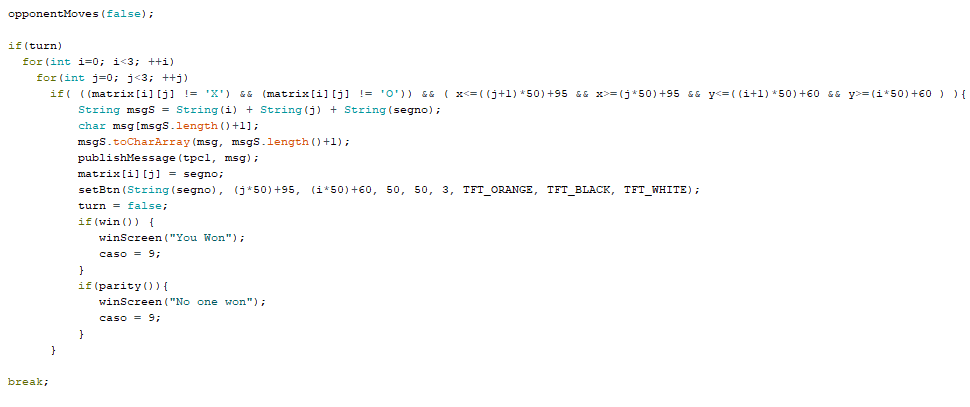 opponentMoves(false);
if(turn)
for(int i=0; i<3; ++i)
for(int j=0; j<3; ++j)
if( ((matrix[i][j] != 'X') && (matrix[i][j] != 'O')) && ( x<=((j+1)*50)+95 && x>=(j*50)+95 && y<=((i+1)*50)+60 && y>=(i*50)+60 ) ){
String msgS = String(i) + String(j) + String(segno);
char msg[msgS.length()+1];
msgS.toCharArray(msg, msgS.length()+1);
publishMessage(tpc1, msg);
matrix[i][j] = segno;
setBtn(String(segno), (j*50)+95, (i*50)+60, 50, 50, 3, TFT_ORANGE, TFT_BLACK, TFT_WHITE);
turn = false;
if(win()) {
winScreen("You Won");
caso = 9;
}
if(parity()){
winScreen("No one won");
caso = 9;
}
}
break;